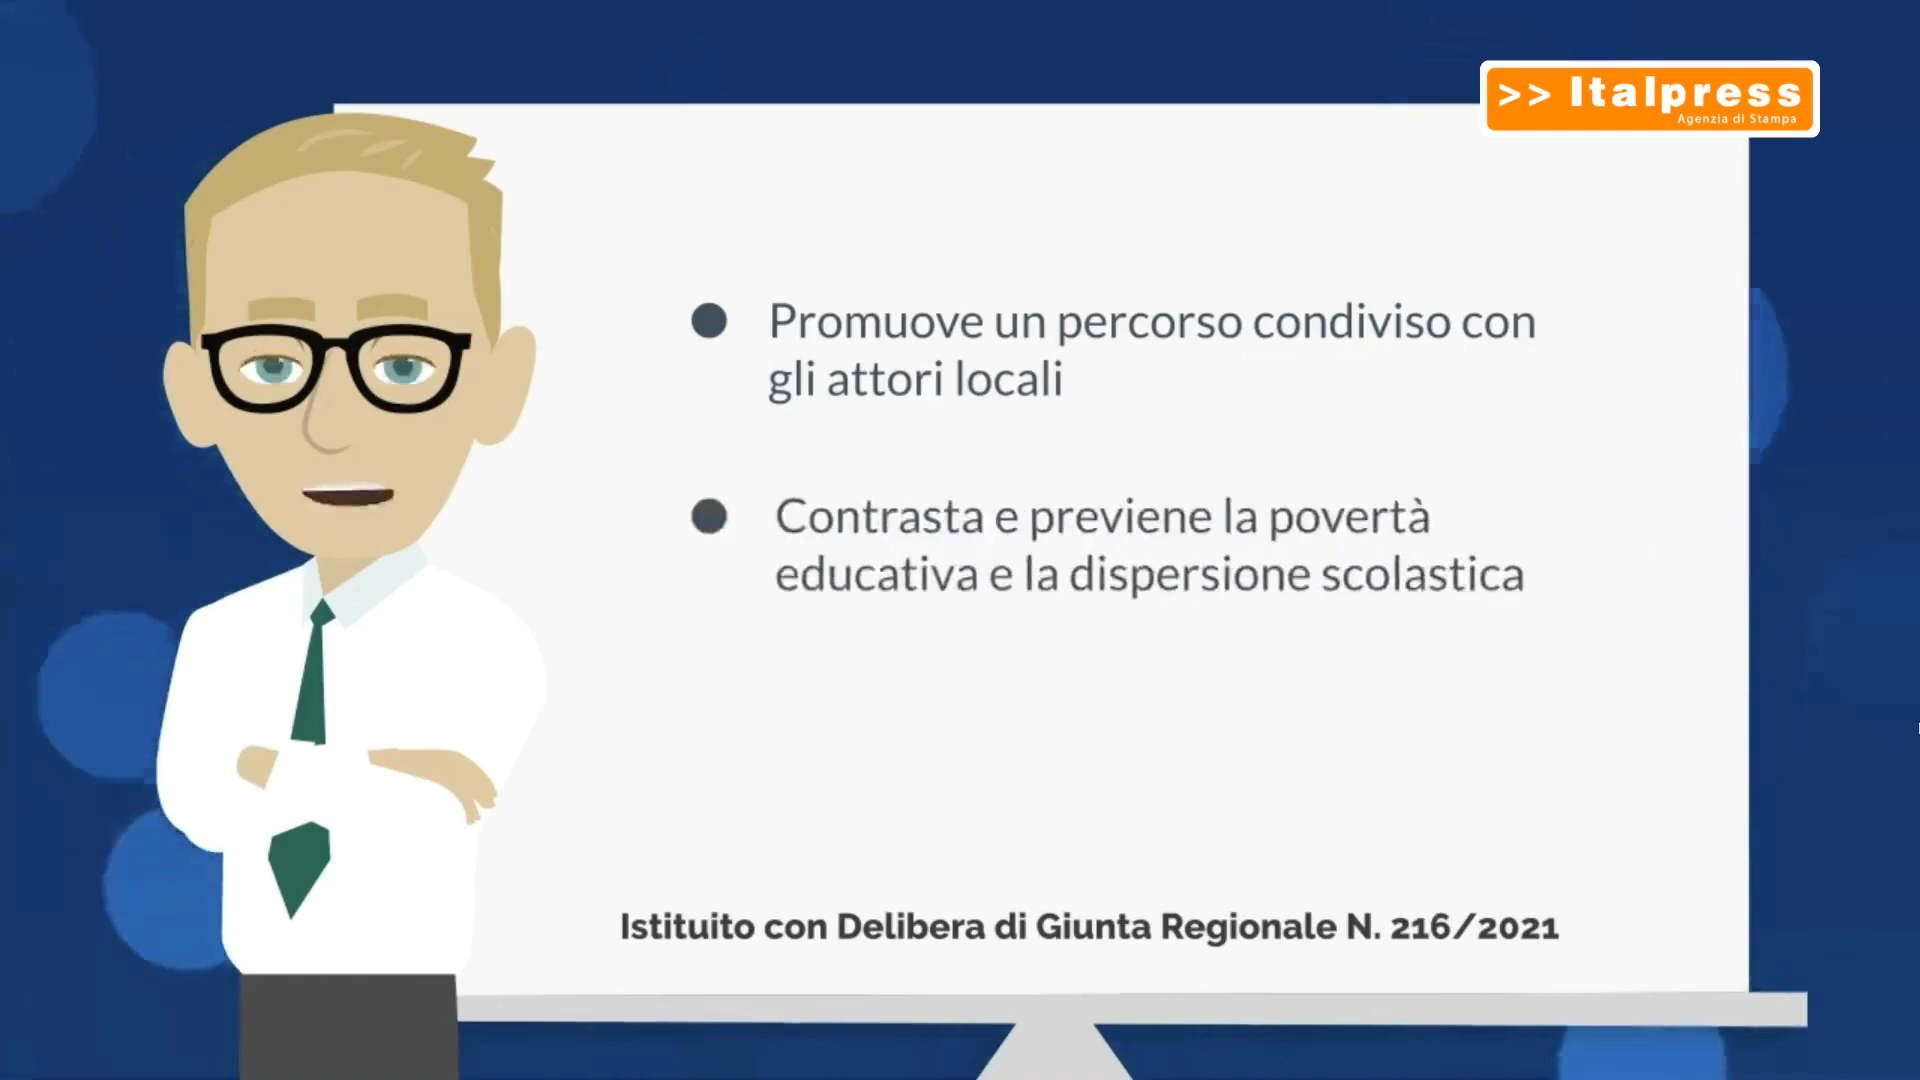 >> Italpress
Agenzia di Stampa
● Promuove un percorso condiviso con
gli attori locali
● Contrasta e previene la povertà
educativa e la dispersione scolastica
Istituito con Delibera di Giunta Regionale N. 216/2021